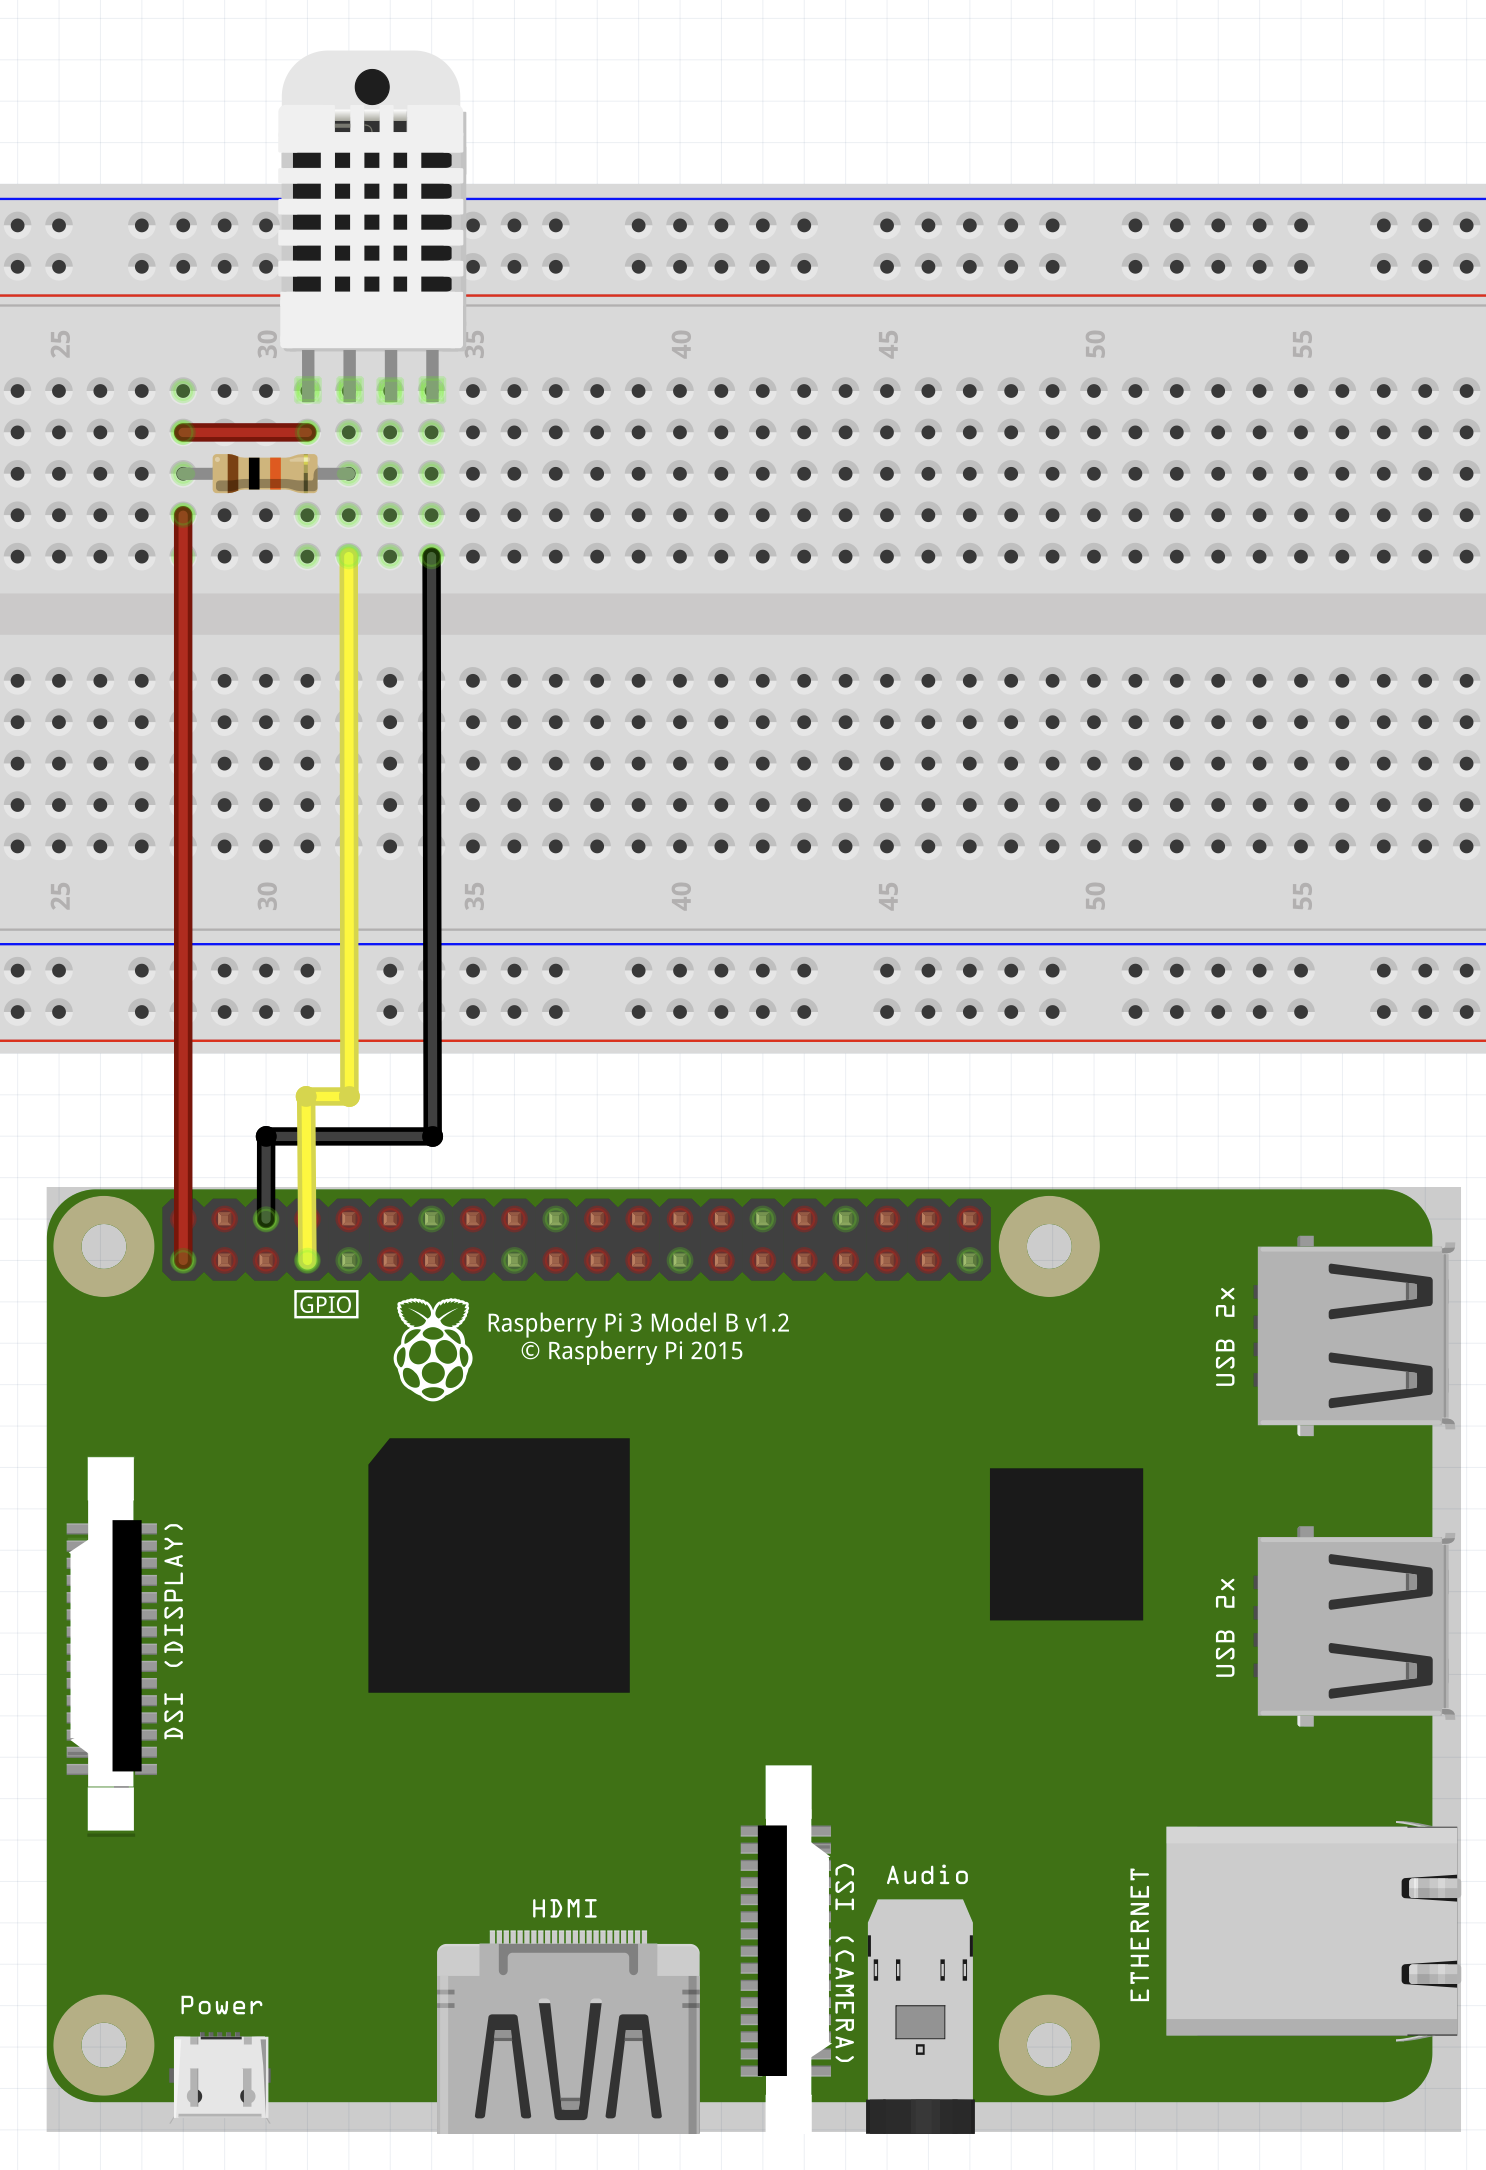 25 30 35 40 45 50 55
25 30 35 40 45 50 55
GPIO
Raspberry Pi 3 Model B v1.2
© Raspberry Pi 2015
USB 2x
DSI (DISPLAY)
USB 2x
CSI (CAMERA)
Audio
ETHERNET
HDMI
Power